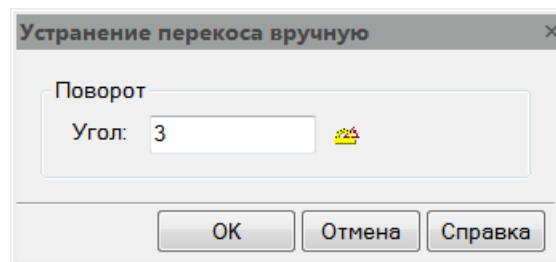 Устранение перекоса вручную
Поворот
Угол: 3
OK Отмена Справка